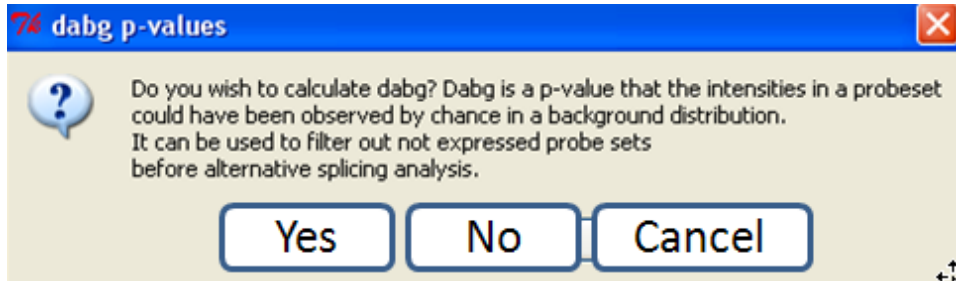 7% dabg p-values
Do you wish to calculate dabg? Dabg is a p-value that the intensities in a probeset
could have been observed by chance in a background distribution.
It can be used to filter out not expressed probe sets
before alternative splicing analysis.
Yes No Cancel